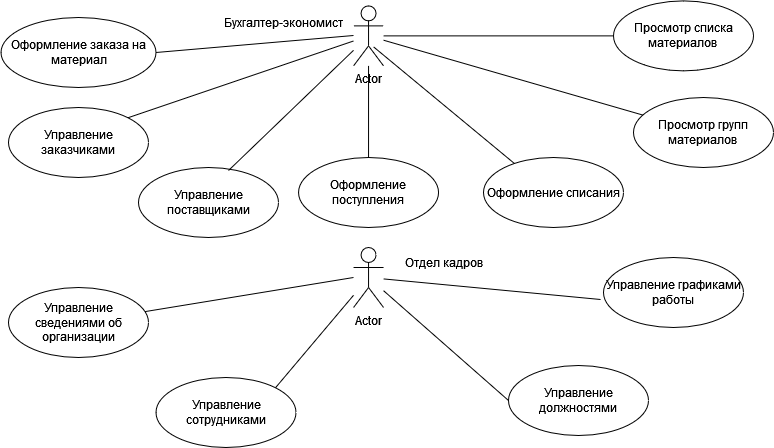 Бухгалтер-экономист
Actor
Оформление заказа на
материал
Просмотр списка
материалов
Управление
заказчиками
Просмотр групп
материалов
Управление
поставщиками
Оформление
поступления
Оформление списания
Отдел кадров
Actor
Управление
сведениями об
организации
Управление графиками
работы
Управление
сотрудниками
Управление
должностями